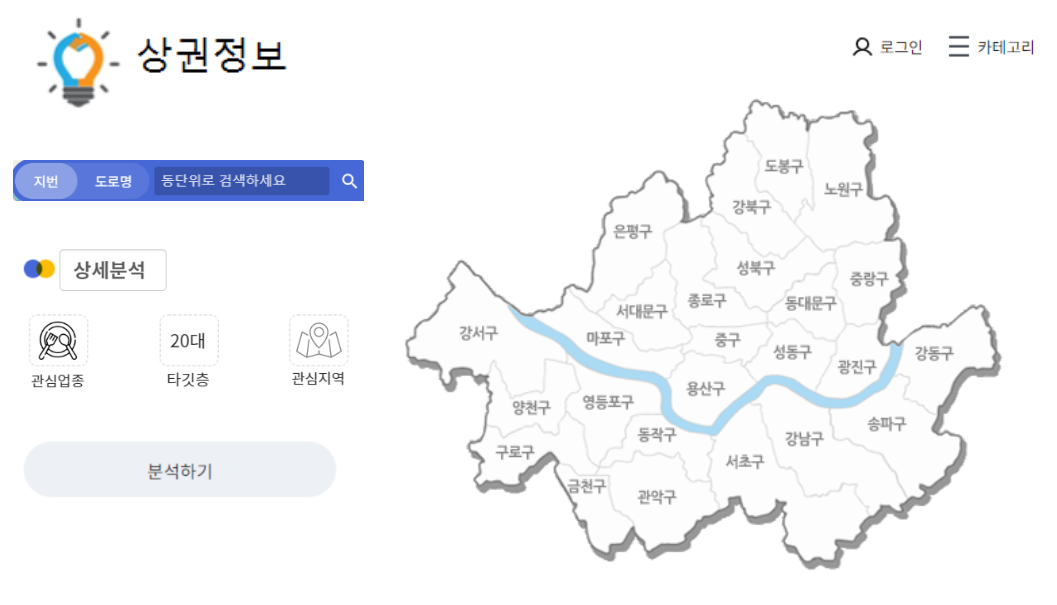 상권정보
로그인
카테고리
지번
도로명
동단위로 검색하세요
상세분석
관심업종
20대
타깃층
관심지역
분석하기
도봉구
노원구
강북구
은평구
성북구
중랑구
서대문구
종로구
동대문구
강서구
마포구
중구
성동구
광진구
강동구
양천구
영등포구
용산구
동작구
강남구
송파구
구로구
서초구
금천구
관악구